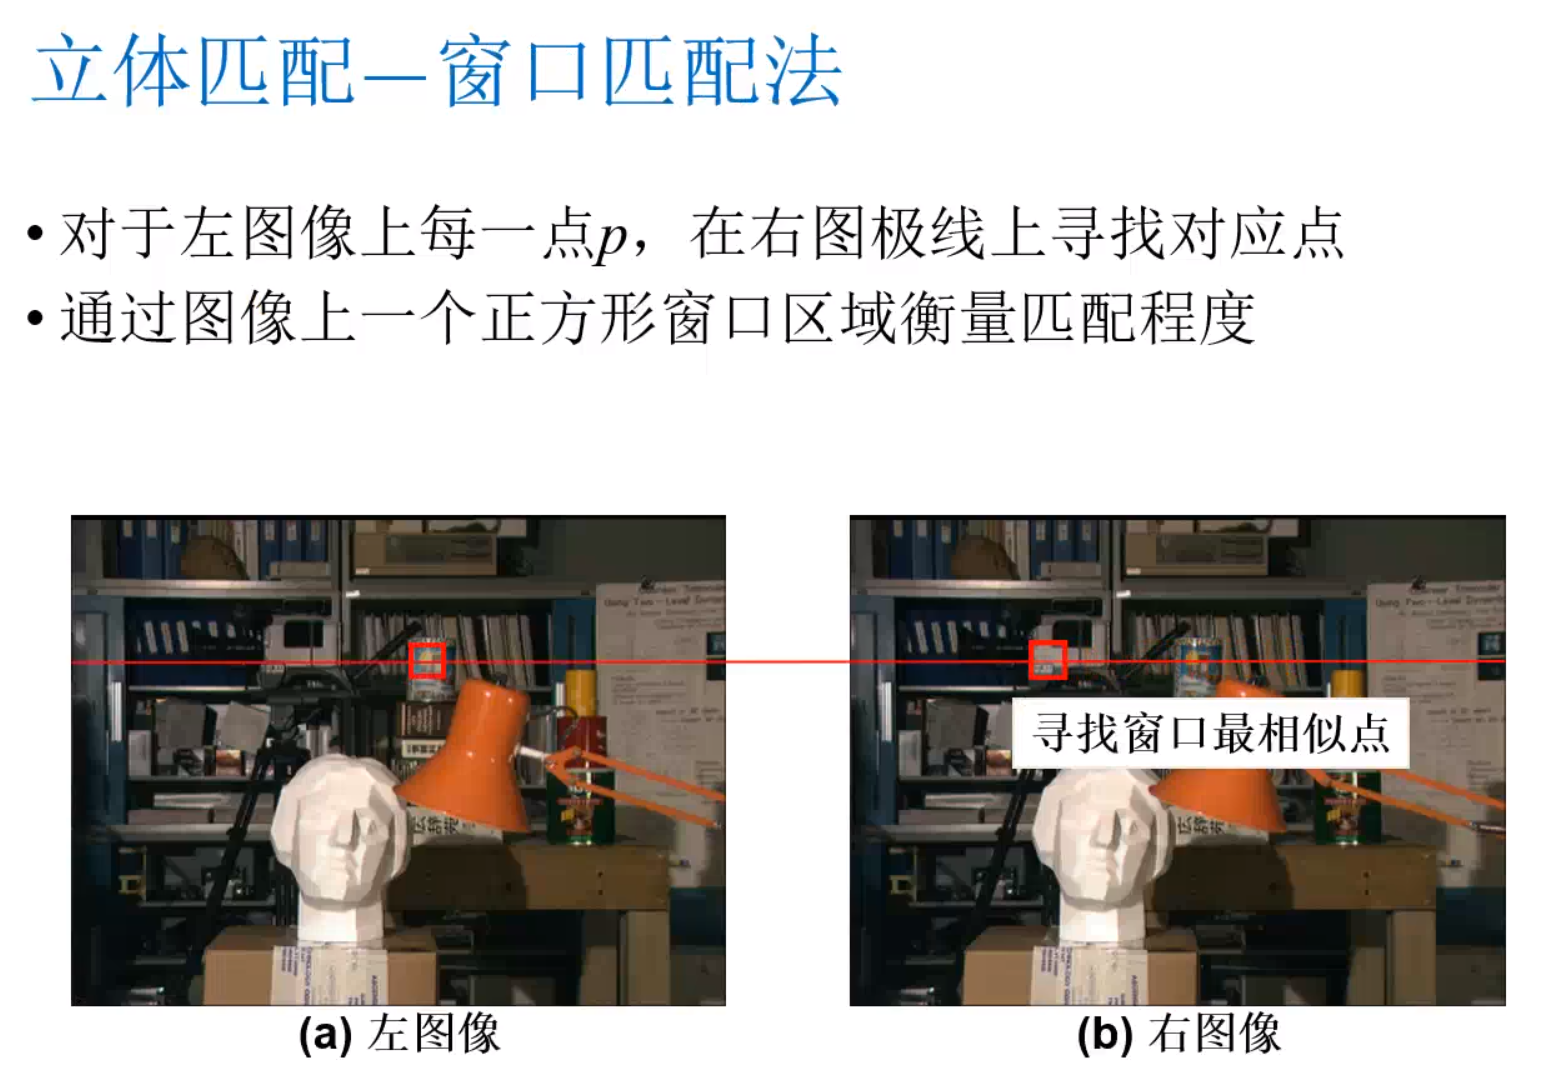 立体匹配—窗口匹配法
• 对于左图像上每一点p，在右图极线上寻找对应点
• 通过图像上一个正方形窗口区域衡量匹配程度
寻找窗口最相似点
(a) 左图像
(b) 右图像